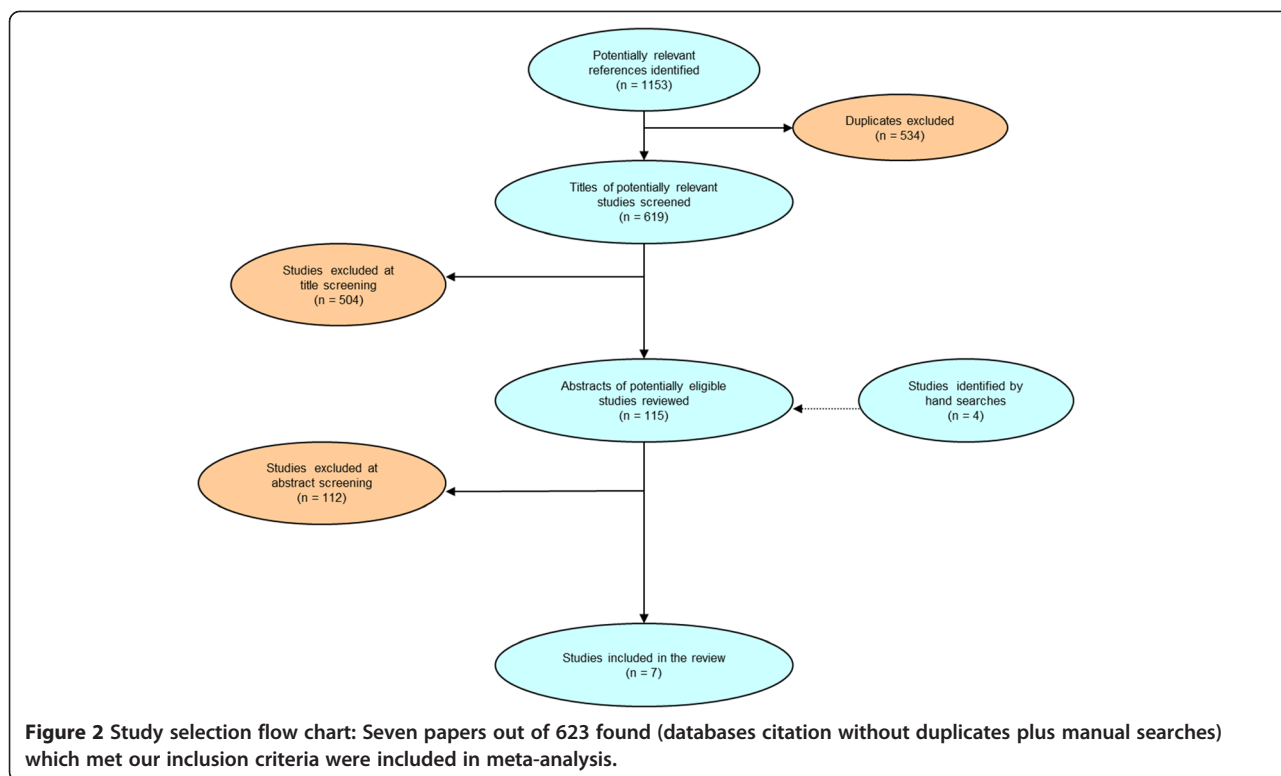 Potentially relevant
references identified
(n = 1153)
Duplicates excluded
(n = 534)
Titles of potentially relevant
studies screened
(n = 619)
Studies excluded at
title screening
(n = 504)
Abstracts of potentially eligible
studies reviewed
(n = 115)
Studies identified by
hand searches
(n = 4)
Studies excluded at
abstract screening
(n = 112)
Studies included in the review
(n = 7)
Figure 2 Study selection flow chart: Seven papers out of 623 found (databases citation without duplicates plus manual searches)
which met our inclusion criteria were included in meta-analysis.